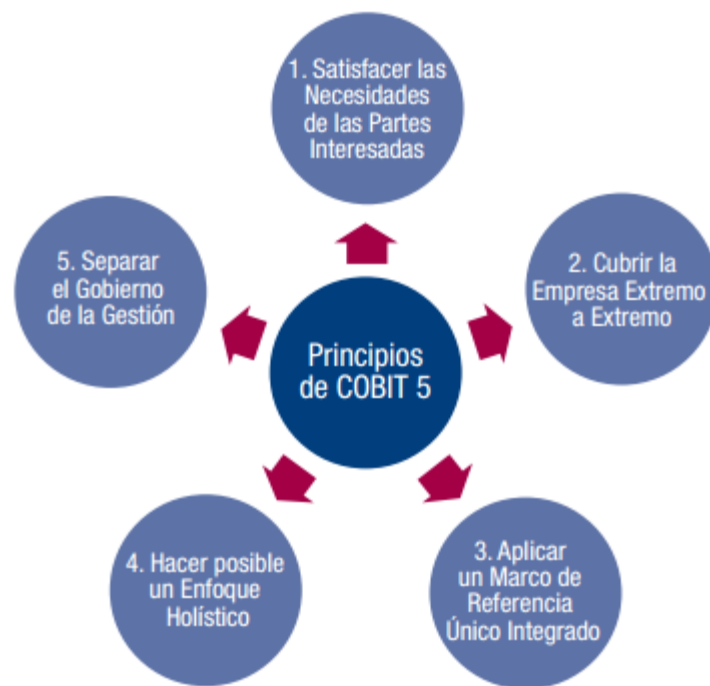 1. Satisfacer las
Necesidades
de las Partes
Interesadas
2. Cubrir la
Empresa Extremo
a Extremo
3. Aplicar
un Marco de
Referencia
Único Integrado
4. Hacer posible
un Enfoque
Holístico
5. Separar
el Gobierno
de la Gestión
Principios
de COBIT 5